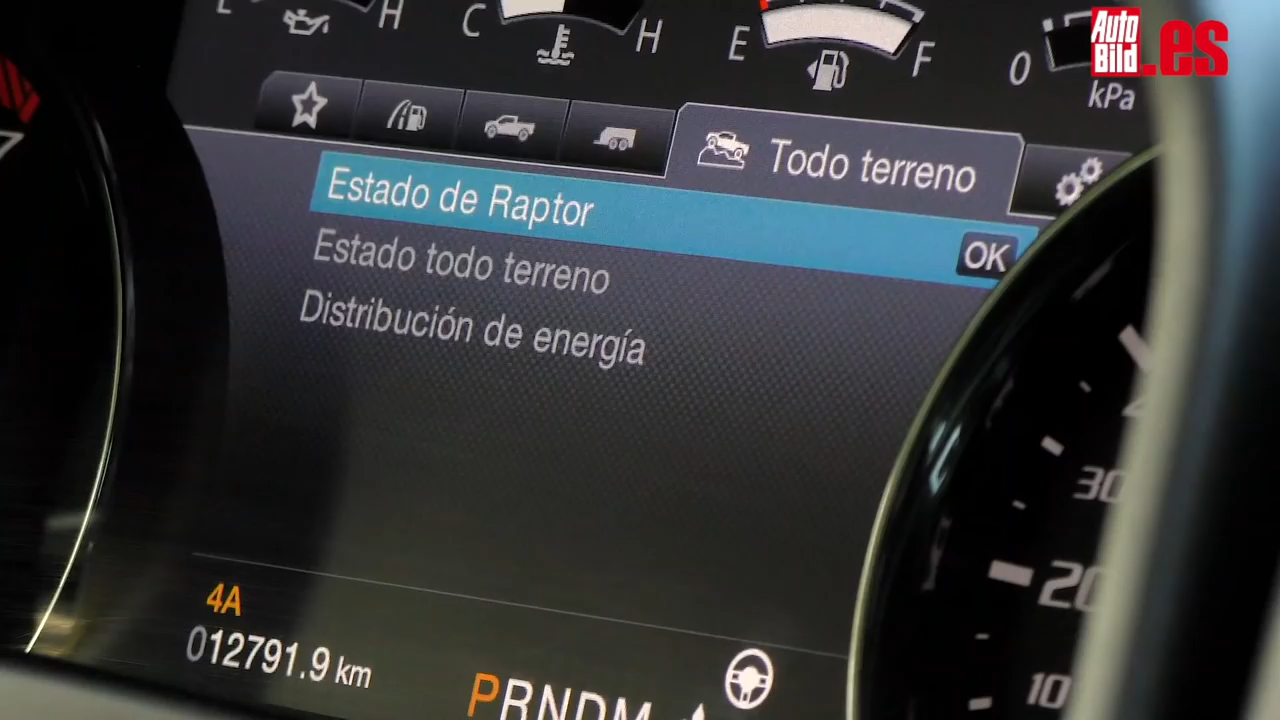 H
C
H
E
F
0
kPa
Auto
Bild.es
Todo terreno
Estado de Raptor
OK
Estado todo terreno
Distribución de energía
4A
012791.9 km
PRNDM
30
20
10